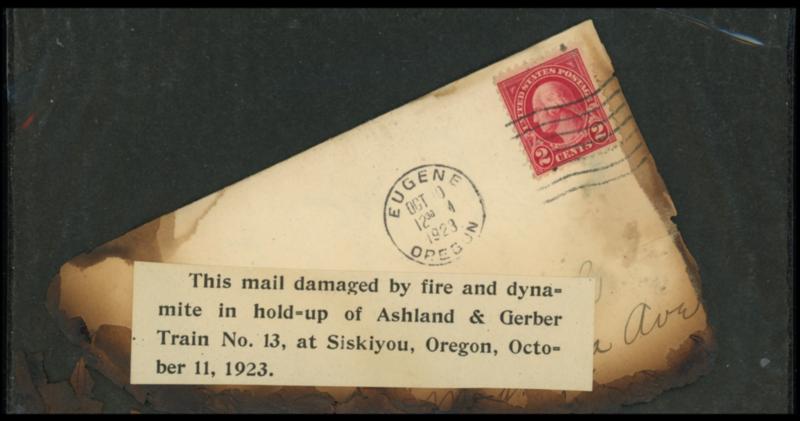 UNITED STATES POSTAGE
2 CENTS 2
EUGENE
OCT
1923
OREGON
This mail damaged by fire and dyna=
mite in hold=up of Ashland & Gerber
Train No. 13, at Siskiyou, Oregon, Octo=
ber 11, 1923.
Ave